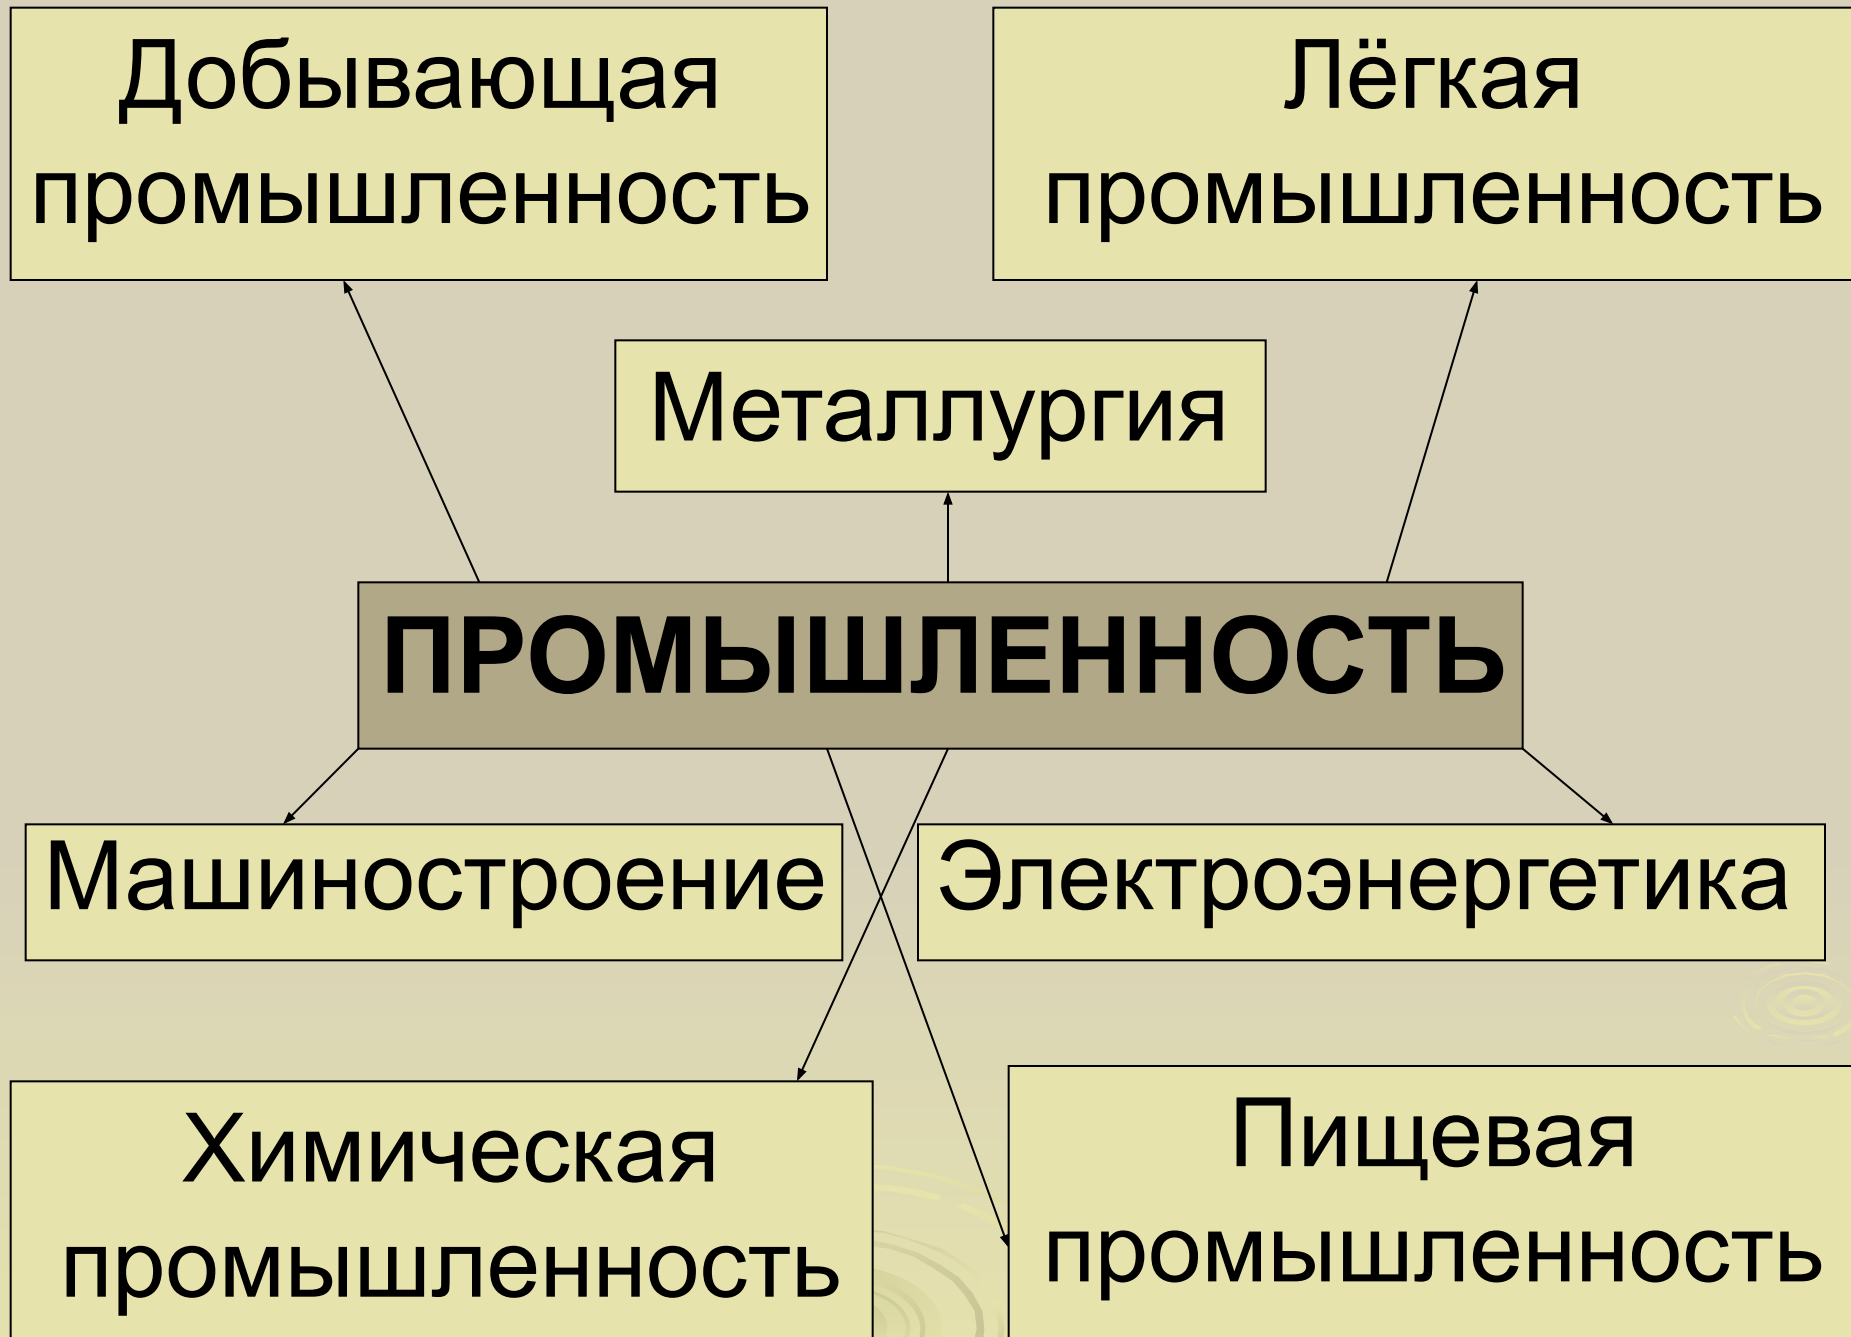 Добывающая
промышленность
Лёгкая
промышленность
Металлургия
ПРОМЫШЛЕННОСТЬ
Машиностроение
Электроэнергетика
Химическая
промышленность
Пищевая
промышленность